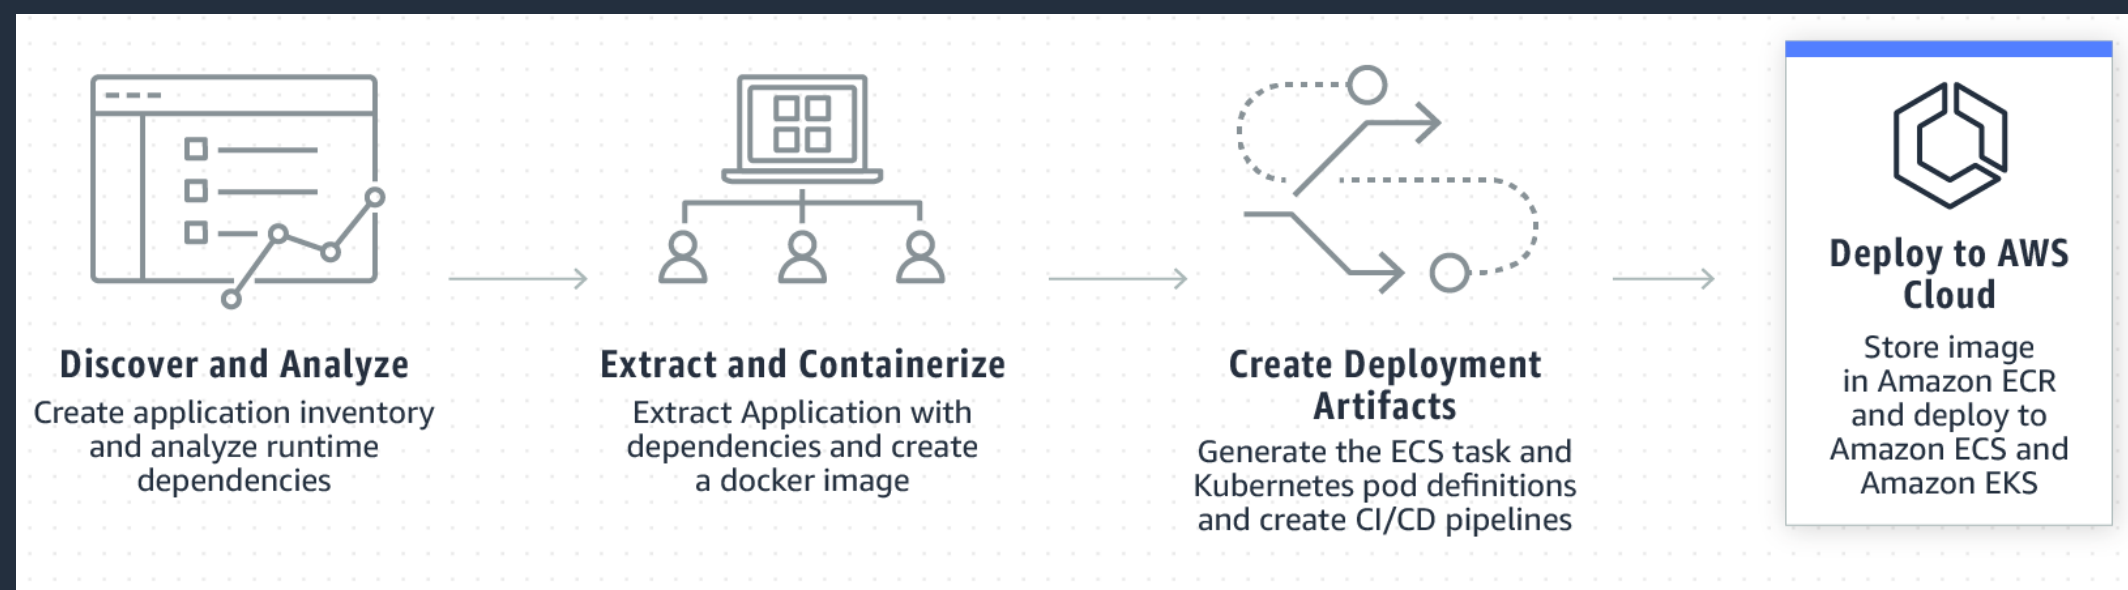 Discover and Analyze
Create application inventory
and analyze runtime
dependencies
Extract and Containerize
Extract Application with
dependencies and create
a docker image
Create Deployment
Artifacts
Generate the ECS task and
Kubernetes pod definitions
and create CI/CD pipelines
Deploy to AWS
Cloud
Store image
in Amazon ECR
and deploy to
Amazon ECS and
Amazon EKS